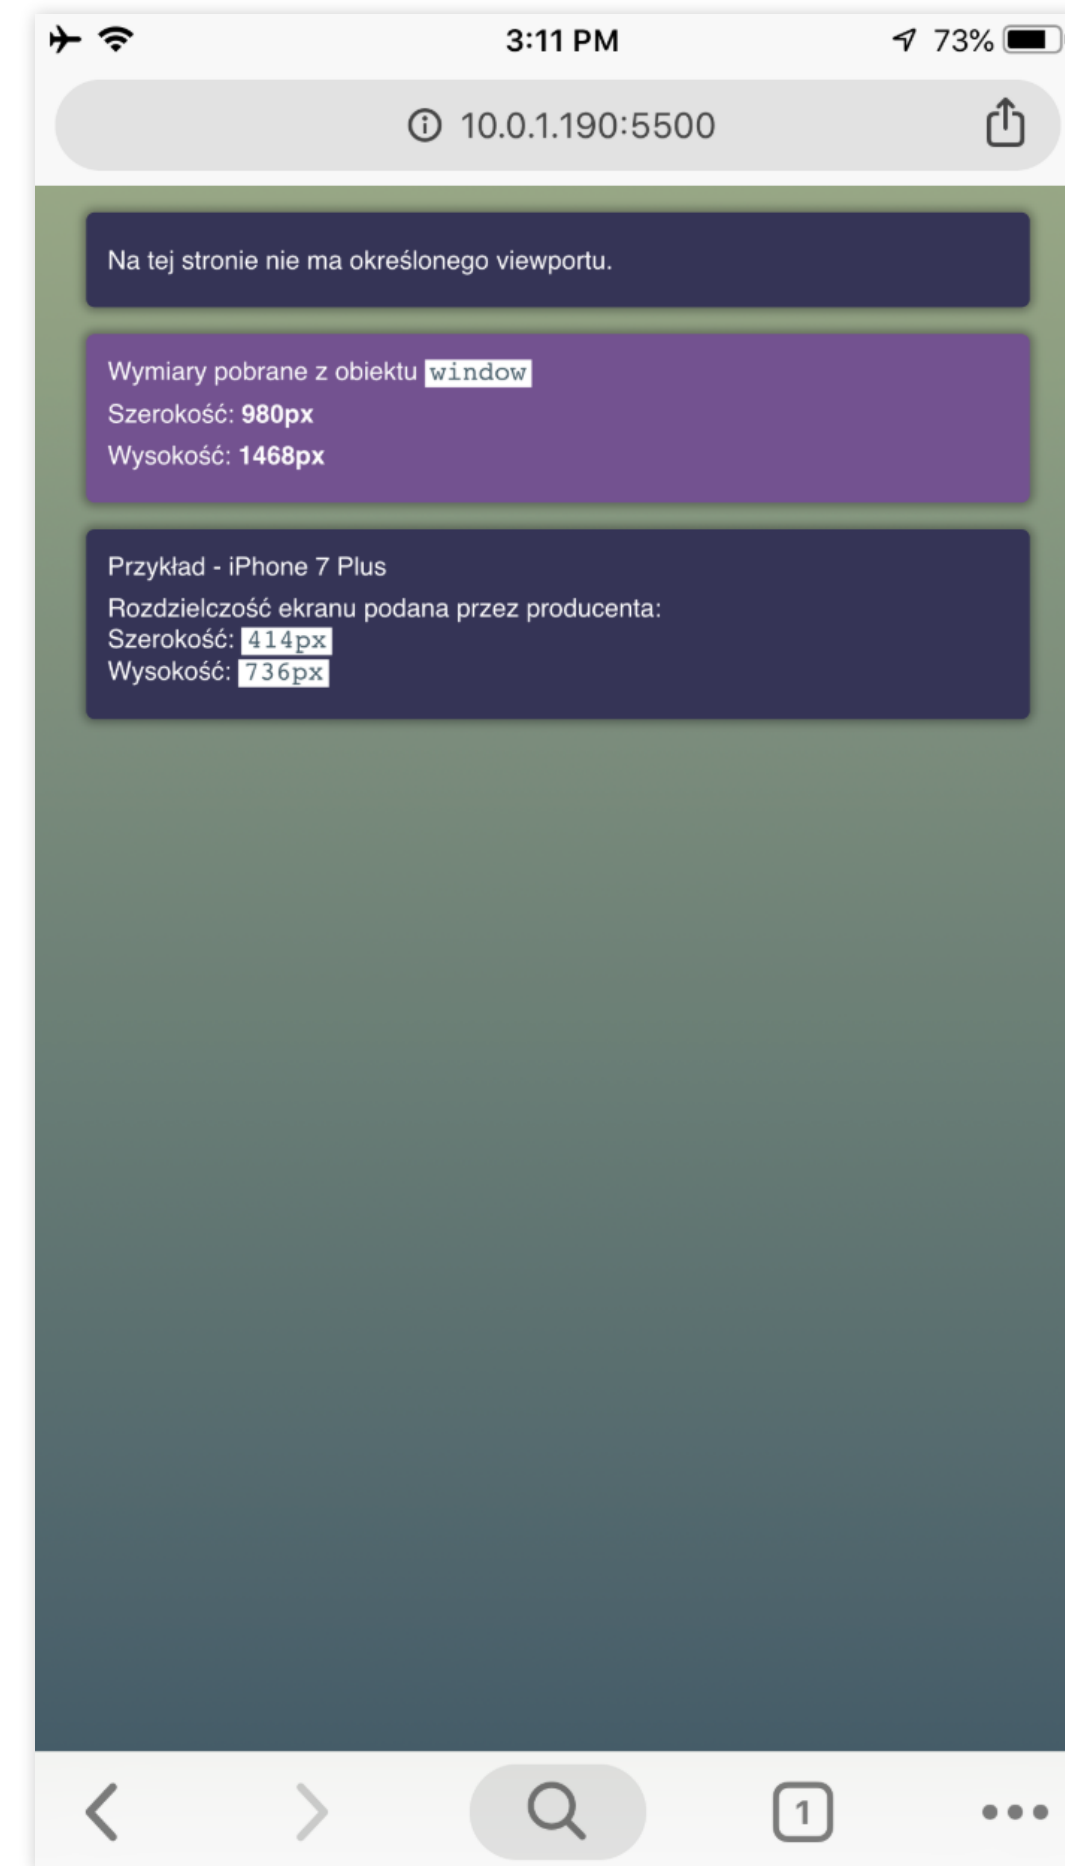 3:11 PM
73%
10.0.1.190:5500
Na tej stronie nie ma określonego viewportu.
Wymiary pobrane z obiektu window
Szerokość: 980px
Wysokość: 1468px
Przykład - iPhone 7 Plus
Rozdzielczość ekranu podana przez producenta:
Szerokość: 414px
Wysokość: 736px
1